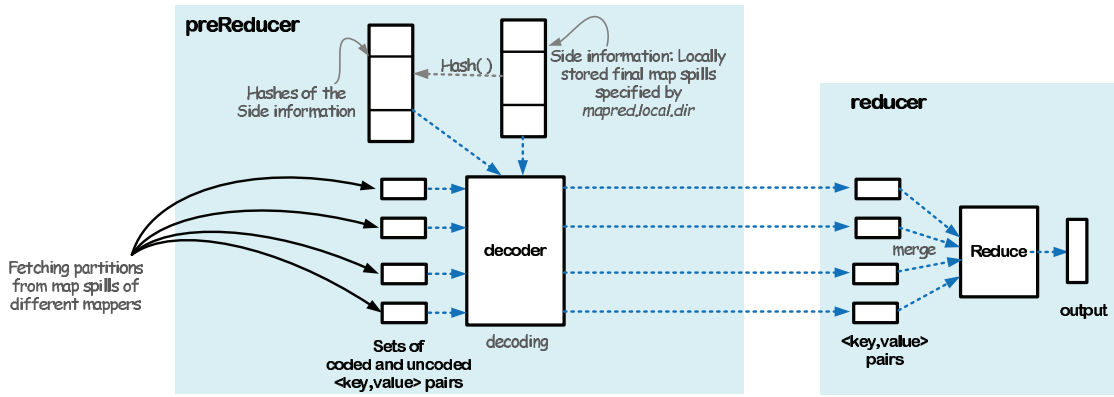 preReducer
Hash( )
Side information: Locally
stored final map spills
specified by
mapred.local.dir
Hashes of the
Side information
reducer
Fetching partitions
from map spills of
different mappers
decoder
decoding
Sets of
coded and uncoded
<key,value> pairs
merge
Reduce
<key,value>
pairs
output